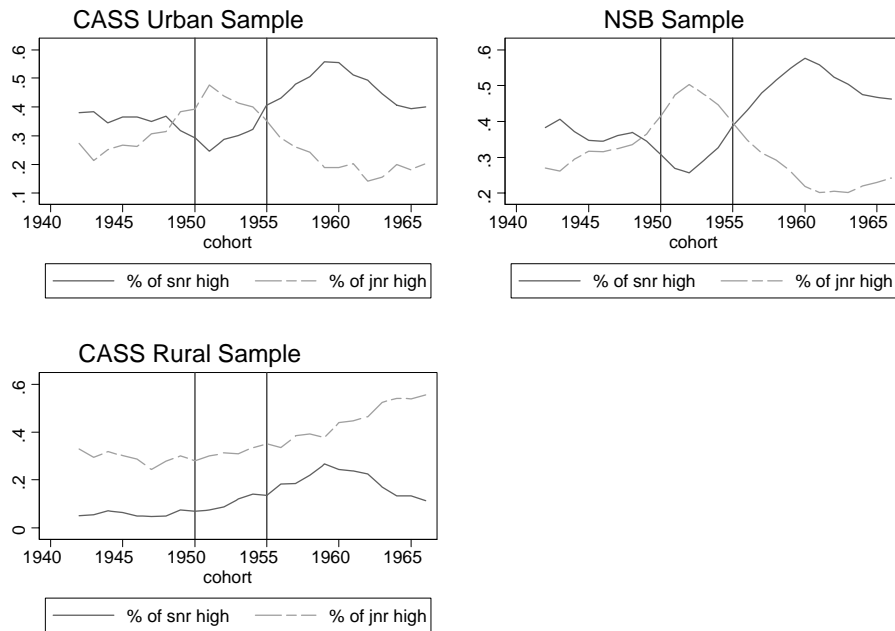 CASS Urban Sample
.6
.5
.4
.3
.2
.1
1940 1945 1950 1955 1960 1965
cohort
% of snr high % of jnr high
NSB Sample
.6
.5
.4
.3
.2
1940 1945 1950 1955 1960 1965
cohort
% of snr high % of jnr high
CASS Rural Sample
.6
.4
.2
0
1940 1945 1950 1955 1960 1965
cohort
% of snr high % of jnr high